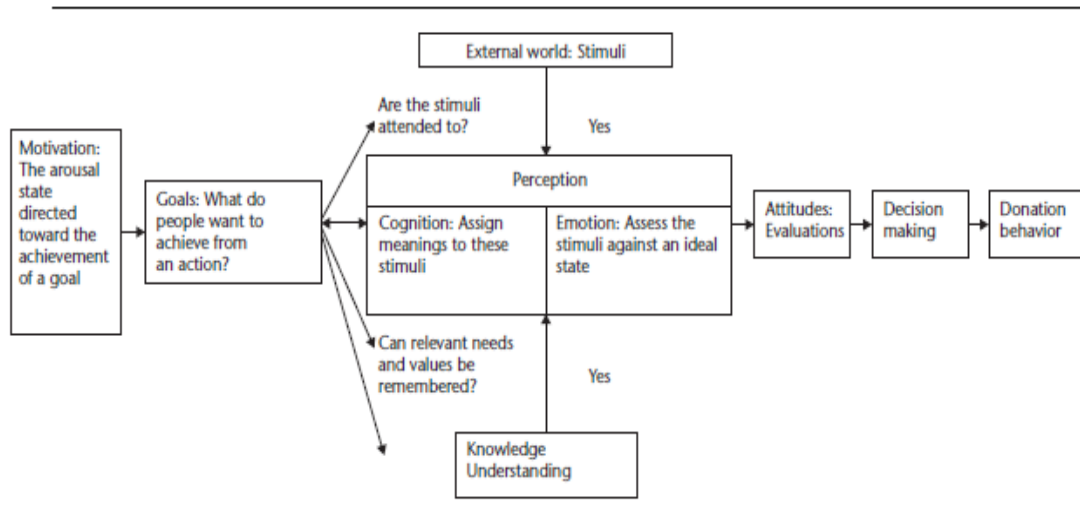 External world: Stimuli
Are the stimuli
attended to?
Yes
Motivation:
The arousal
state
directed
toward the
achievement
of a goal
Goals: What do
people want to
achieve from
an action?
Perception
Cognition: Assign
meanings to these
stimuli
Emotion: Assess the
stimuli against an ideal
state
Attitudes:
Evaluations
Decision
making
Donation
behavior
Can relevant needs
and values be
remembered?
Yes
Knowledge
Understanding